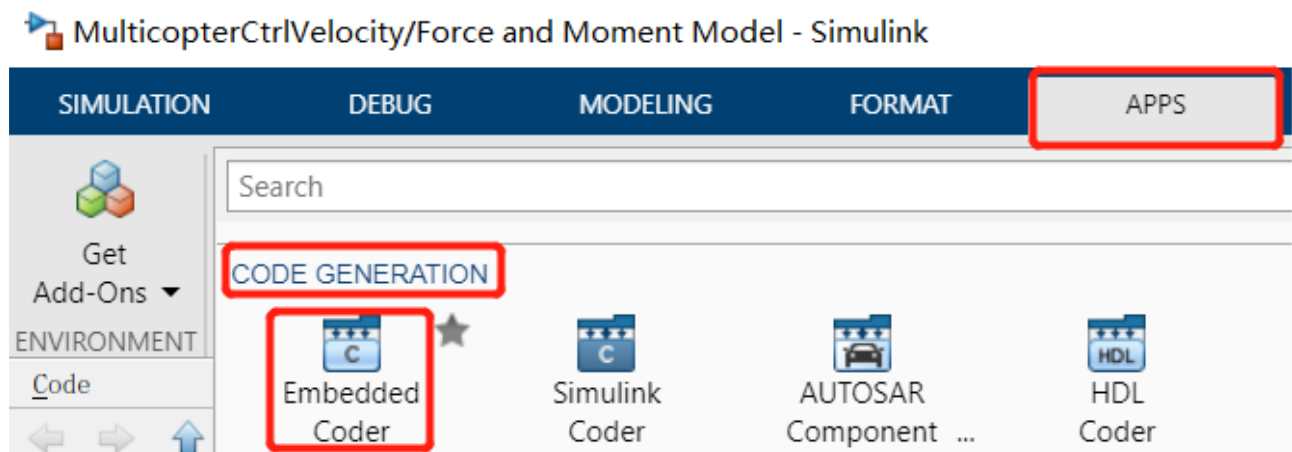 MulticopterCtrlVelocity/Force and Moment Model - Simulink
SIMULATION DEBUG MODELING FORMAT APPS
Search
Get
Add-Ons
ENVIRONMENT
Code
CODE GENERATION
C
Embedded
Coder
C
Simulink
Coder
AUTOSAR
Component ...
HDL
HDL
Coder